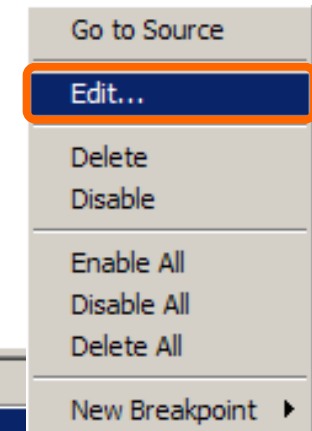 Go to Source
Edit...
Delete
Disable
Enable All
Disable All
Delete All
New Breakpoint